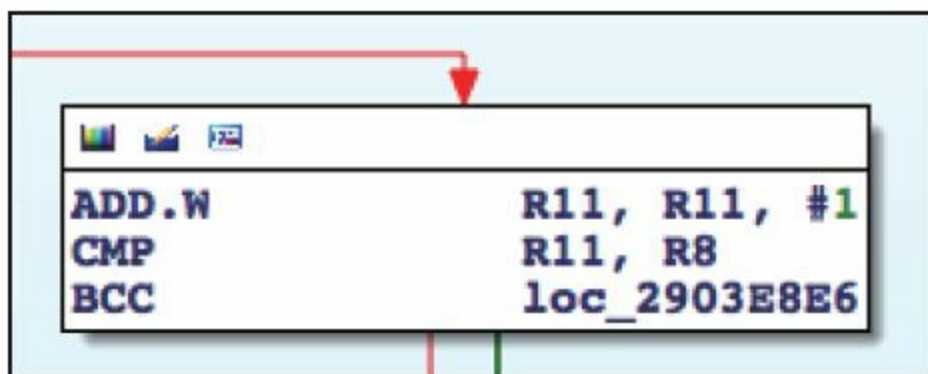 ADD.W R11, R11, #1
CMP R11, R8
BCC loc_2903E8E6